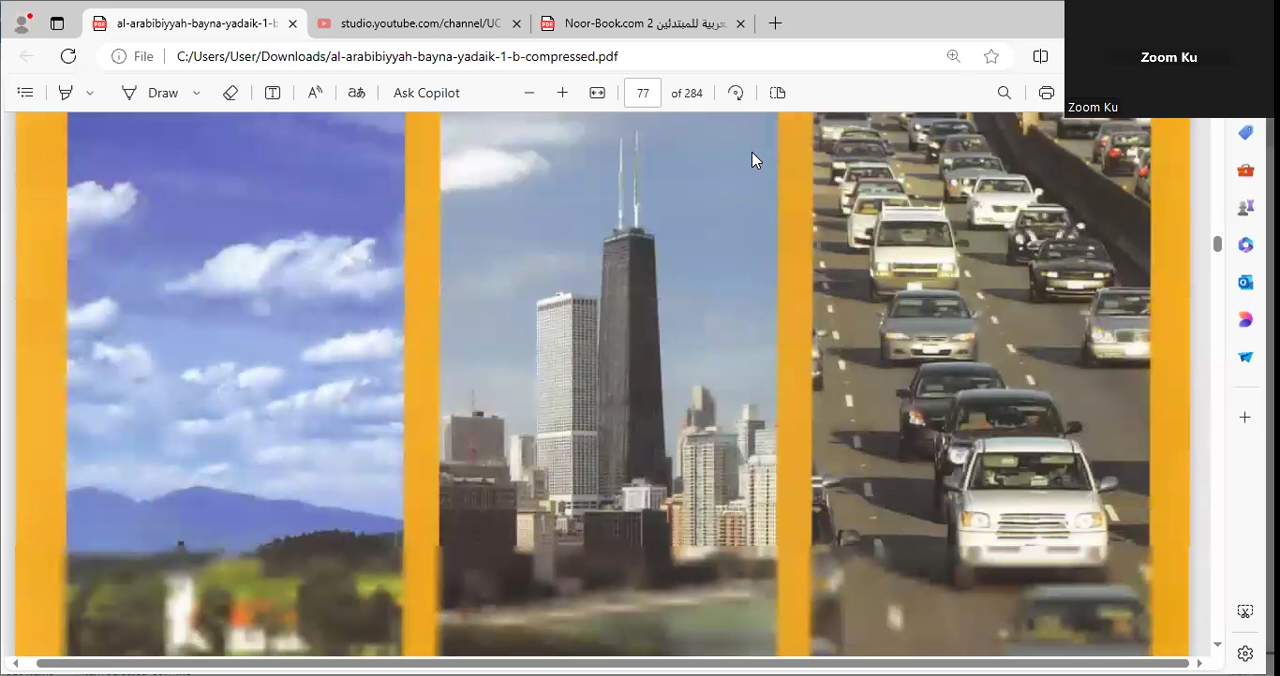 al-arabibiyyah-bayna-yadaik-1-b-
studio.youtube.com/channel/UC
Noor-Book.com 2 عربية للمبتدئين
File
C:/Users/User/Downloads/al-arabibiyyah-bayna-yadaik-1-b-compressed.pdf
Draw
Ask Copilot
77
of 284
Zoom Ku
Zoom Ku